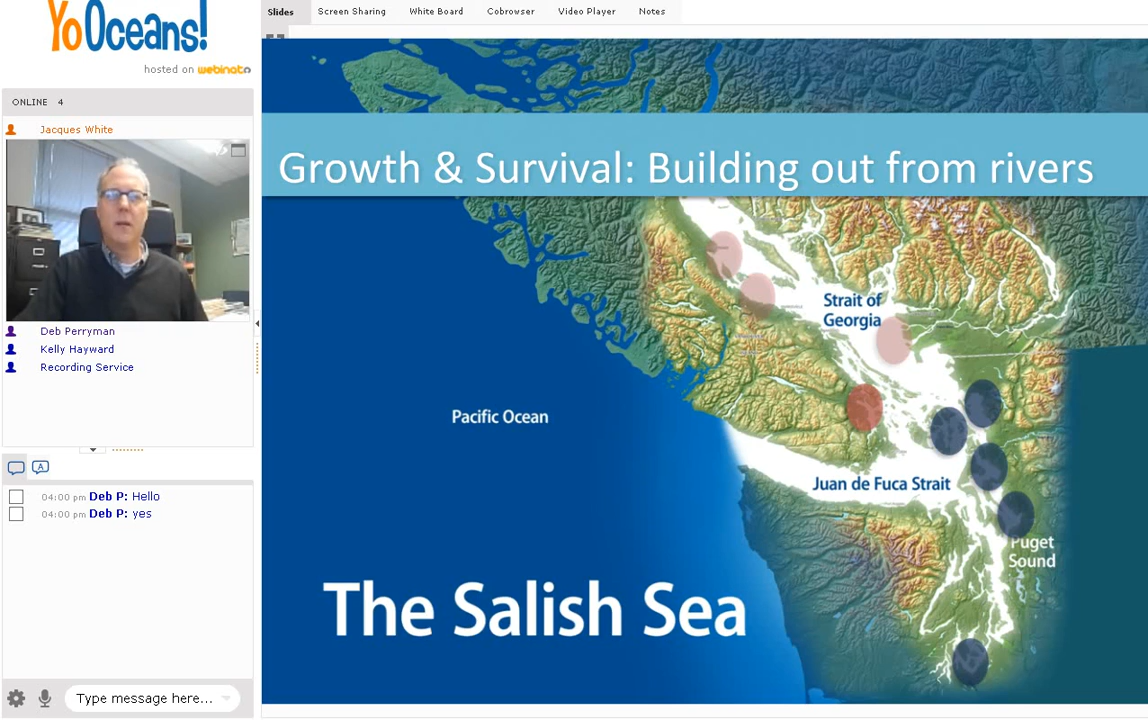 YoOceans!
hosted on webinato
ONLINE 4
Jacques White
Deb Perryman
Kelly Hayward
Recording Service
04:00 pm Deb P: Hello
04:00 pm Deb P: yes
Type message here...
Slides Screen Sharing White Board Cobrowser Video Player Notes
Growth & Survival: Building out from rivers
Strait of
Georgia
Pacific Ocean
Juan de Fuca Strait
Puget
Sound
The Salish Sea